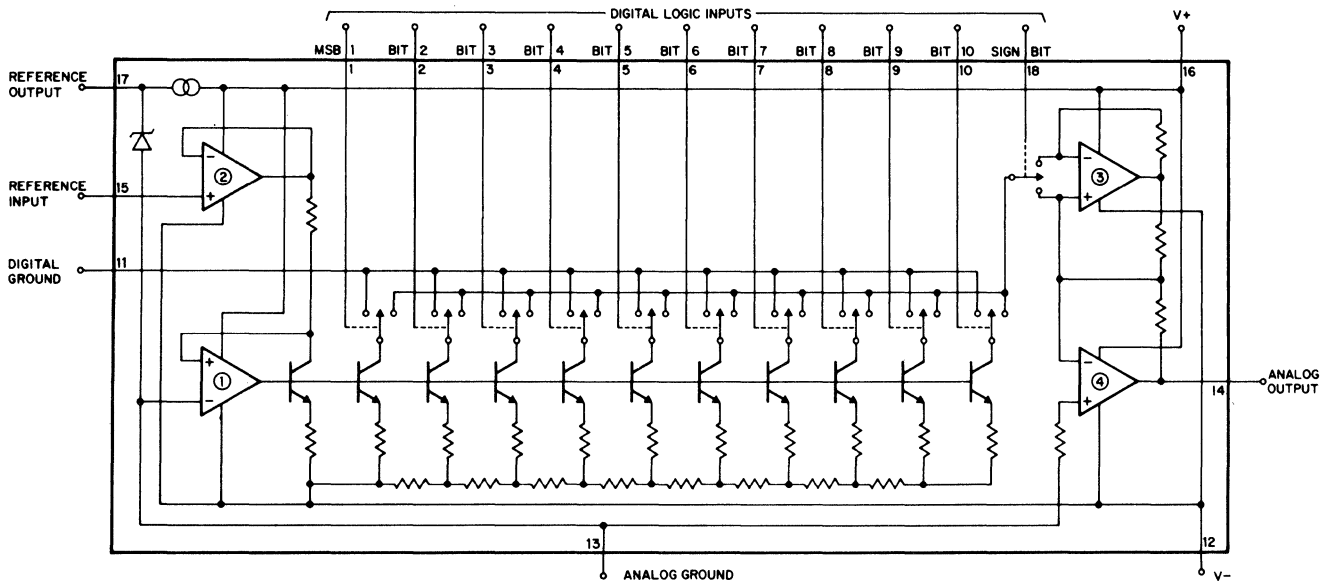 DIGITAL LOGIC INPUTS
V+
MSB 1 BIT 2 BIT 3 BIT 4 BIT 5 BIT 6 BIT 7 BIT 8 BIT 9 BIT 10 SIGN BIT
1 2 3 4 5 6 7 8 9 10 18 16
REFERENCE OUTPUT
17
-
②
+
REFERENCE INPUT
15
-
③
+
DIGITAL GROUND
11
+
①
-
-
④
+
14
ANALOG OUTPUT
13
12
ANALOG GROUND
V-